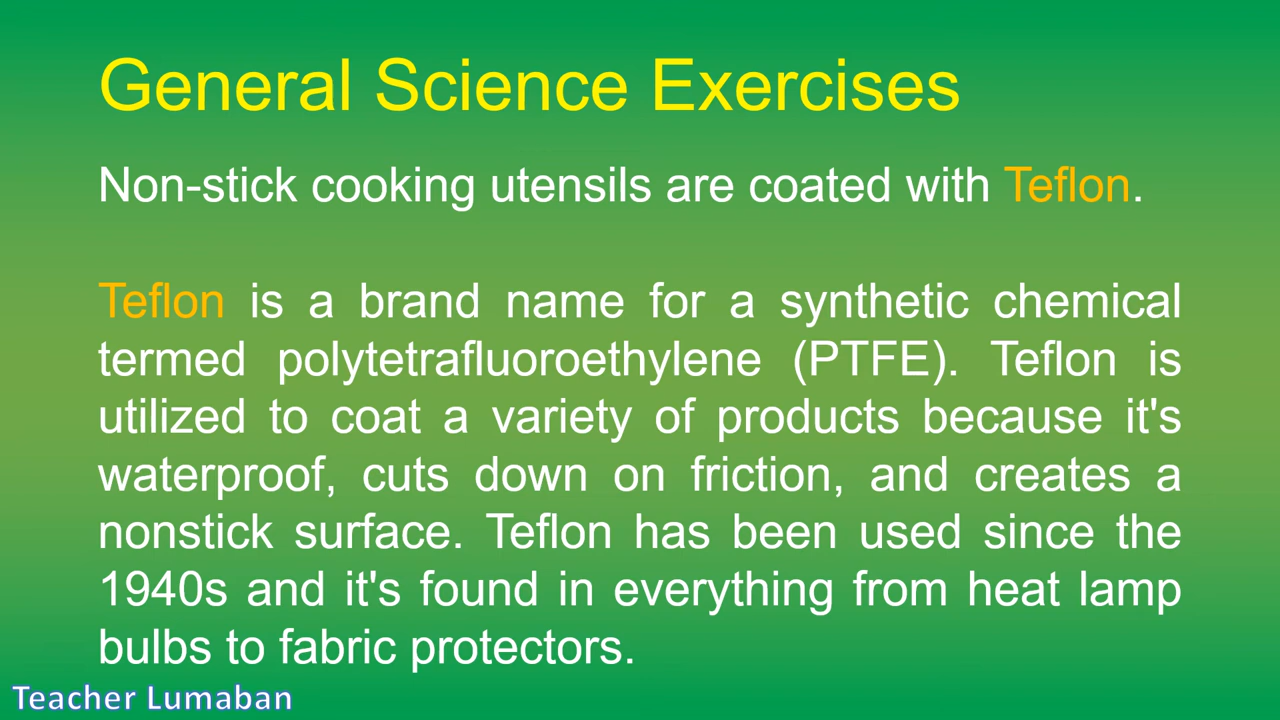 General Science Exercises
Non-stick cooking utensils are coated with Teflon.
Teflon is a brand name for a synthetic chemical
termed polytetrafluoroethylene (PTFE). Teflon is
utilized to coat a variety of products because it's
waterproof, cuts down on friction, and creates a
nonstick surface. Teflon has been used since the
1940s and it's found in everything from heat lamp
bulbs to fabric protectors.
Teacher Lumaban